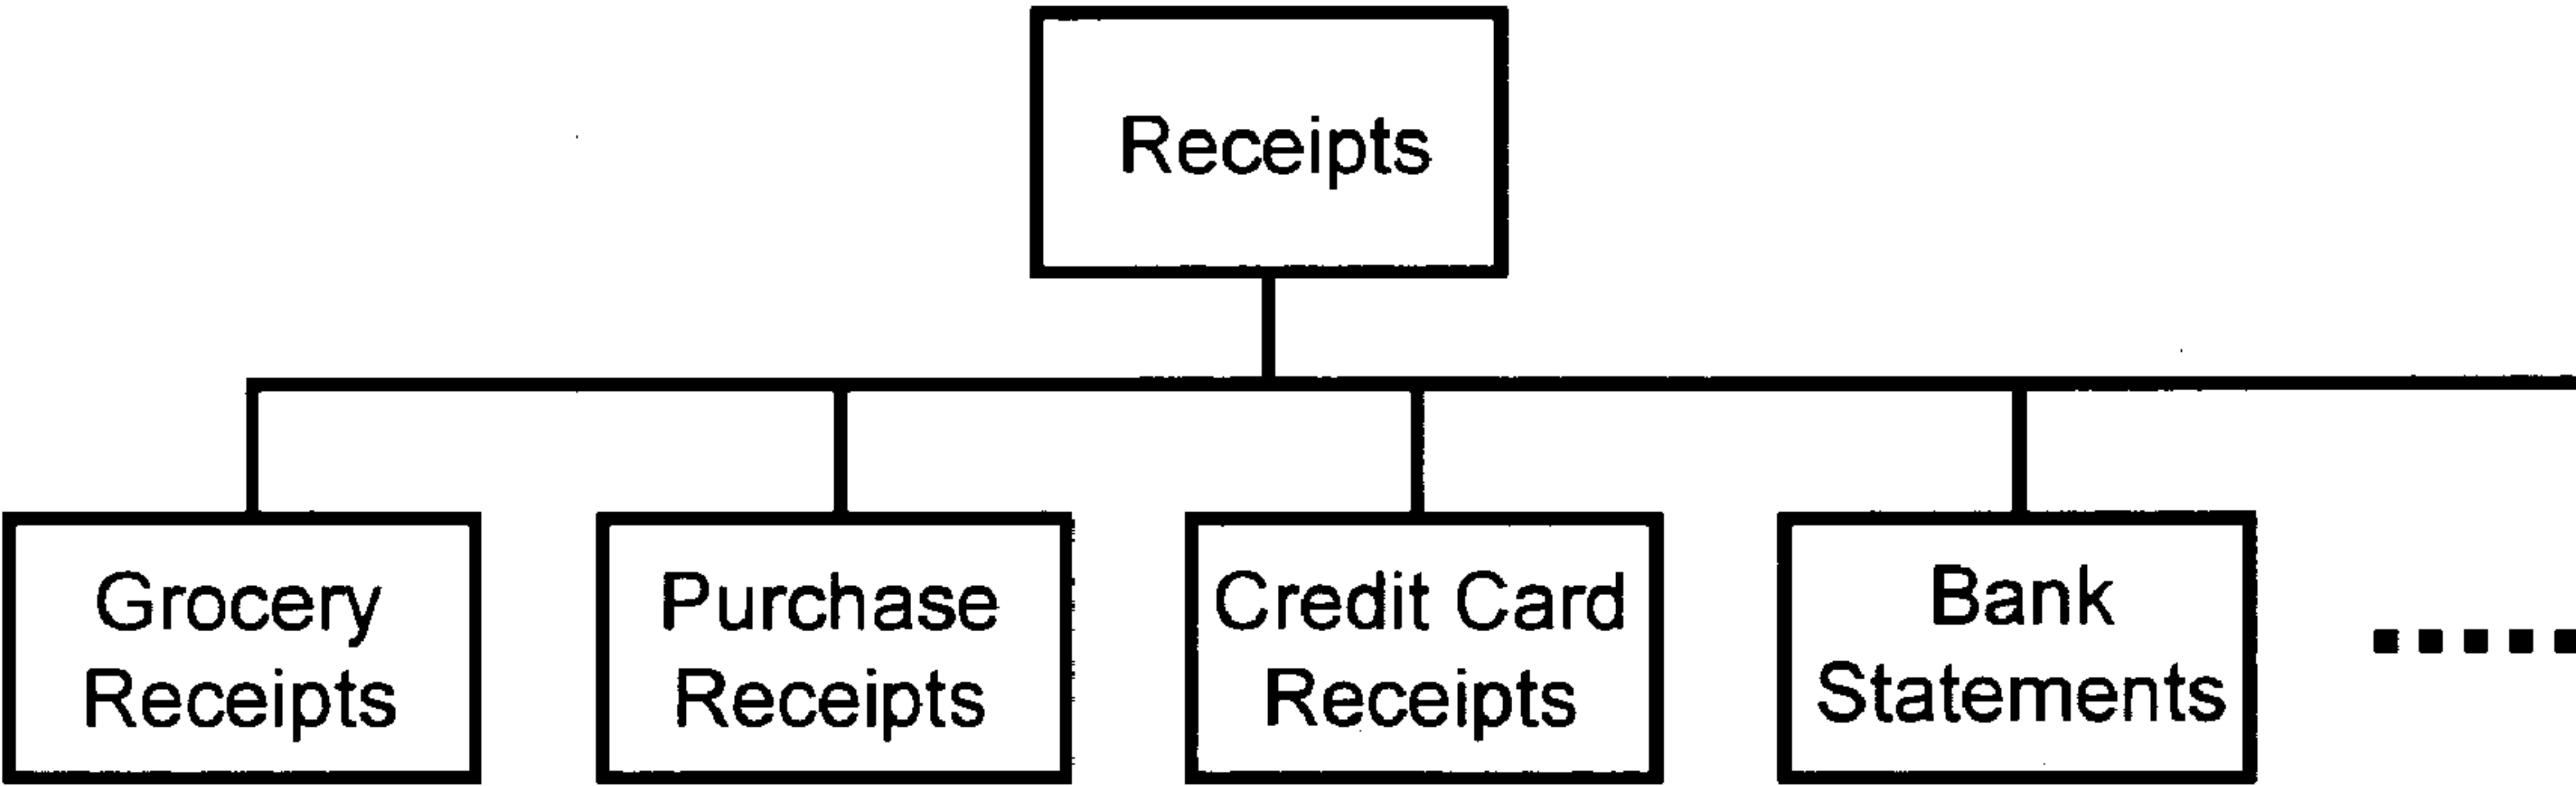 Receipts
Grocery
Receipts
Purchase
Receipts
Credit Card
Receipts
Bank
Statements